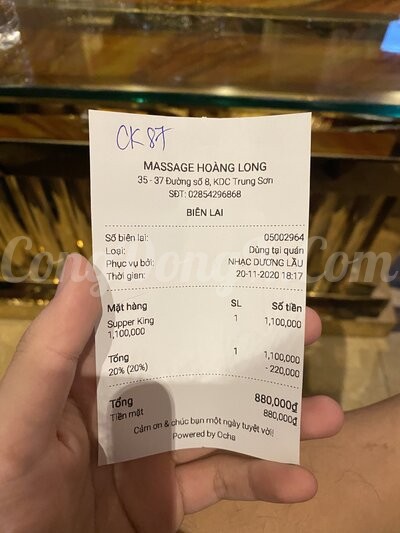 CK 8F
MASSAGE HOÀNG LONG
35 - 37 Đường số 8, KDC Trung Sơn
SĐT: 02854296868
BIÊN LAI
Số biên lai: 05002964
Loại: Dùng tại quán
Phục vụ bởi: NHẠC DƯƠNG LẦU
Thời gian: 20-11-2020 18:17
Mặt hàng SL Số tiền
Supper King 1 1,100,000
1,100,000
Tổng 1 1,100,000
20% (20%) - 220,000
Tổng 880,000₫
Tiền mặt 880,000₫
Cảm ơn & chúc bạn một ngày tuyệt vời!
Powered by Ocha